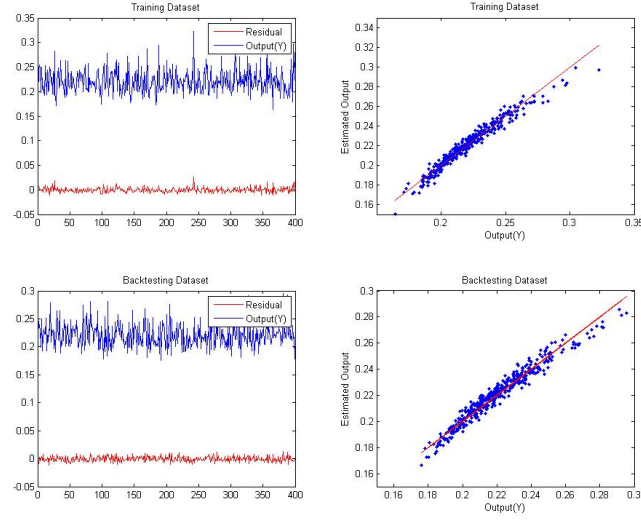 Training Dataset
0.35
0.3
0.25
0.2
0.15
0.1
0.05
0
-0.05
Residual
Output(Y)
0 50 100 150 200 250 300 350 400
Training Dataset
Estimated Output
0.34
0.32
0.3
0.28
0.26
0.24
0.22
0.2
0.18
0.16
0.2 0.25 0.3 0.35
Output(Y)
Backtesting Dataset
0.3
0.25
0.2
0.15
0.1
0.05
0
-0.05
Residual
Output(Y)
0 50 100 150 200 250 300 350 400
Backtesting Dataset
Estimated Output
0.3
0.28
0.26
0.24
0.22
0.2
0.18
0.16
0.16 0.18 0.2 0.22 0.24 0.26 0.28 0.3
Output(Y)